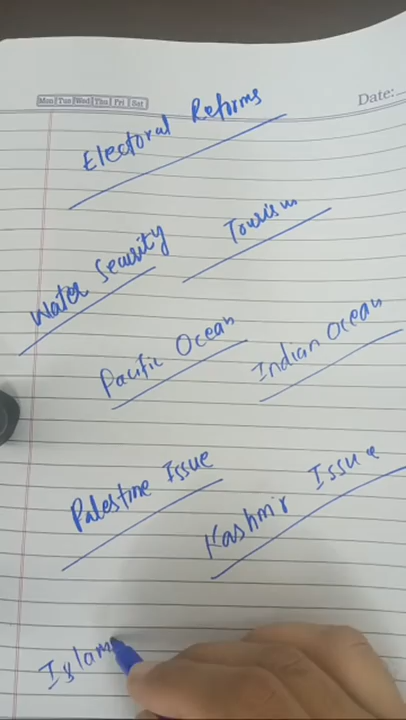 Mon Tue Wed Thu Fri Sat
Date:
Electoral Reforms
Tourism
Water Security
Pacific Ocean
Indian Ocean
Palestine Issue
Kashmir Issue
Islam